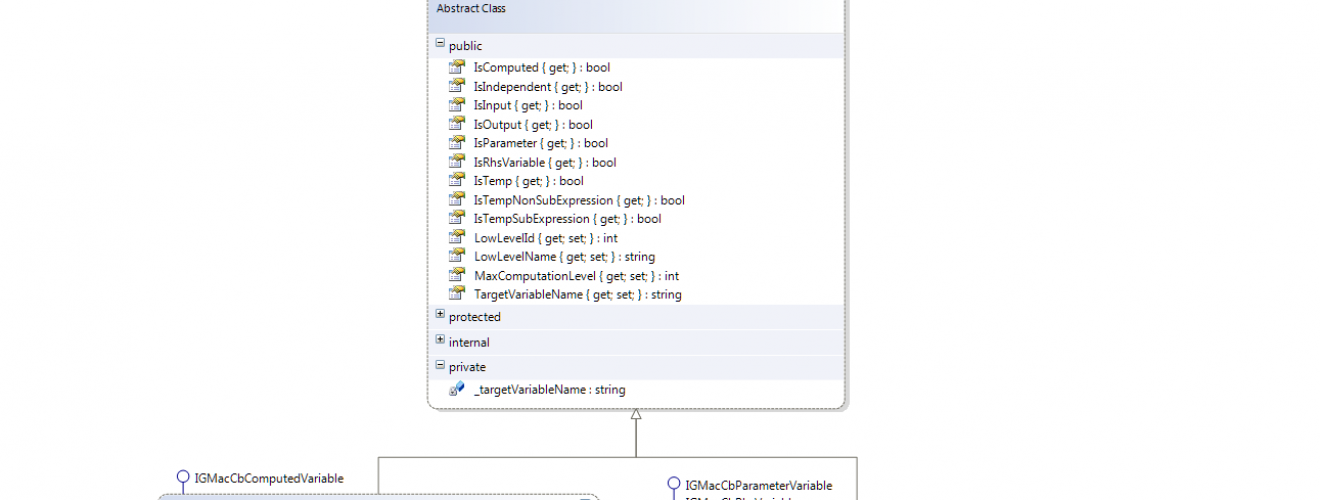 Abstract Class
public
IsComputed { get; } : bool
IsIndependent { get; } : bool
IsInput { get; } : bool
IsOutput { get; } : bool
IsParameter { get; } : bool
IsRhsVariable { get; } : bool
IsTemp { get; } : bool
IsTempNonSubExpression { get; } : bool
IsTempSubExpression { get; } : bool
LowLevelId { get; set; } : int
LowLevelName { get; set; } : string
MaxComputationLevel { get; set; } : int
TargetVariableName { get; set; } : string
protected
internal
private
_targetVariableName : string
IGMacCbComputedVariable
IGMacCbParameterVariable